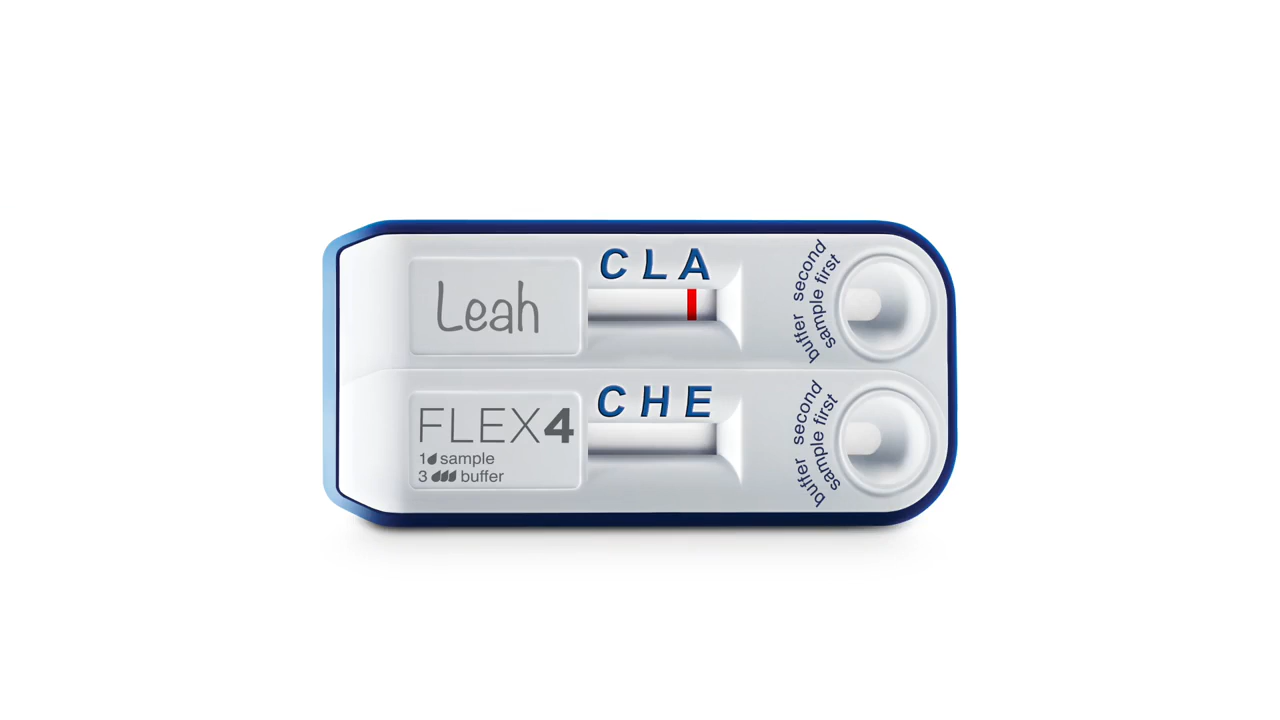 C L A
Leah
buffer second
sample first
C H E
FLEX4
1 sample
3 buffer
buffer second
sample first